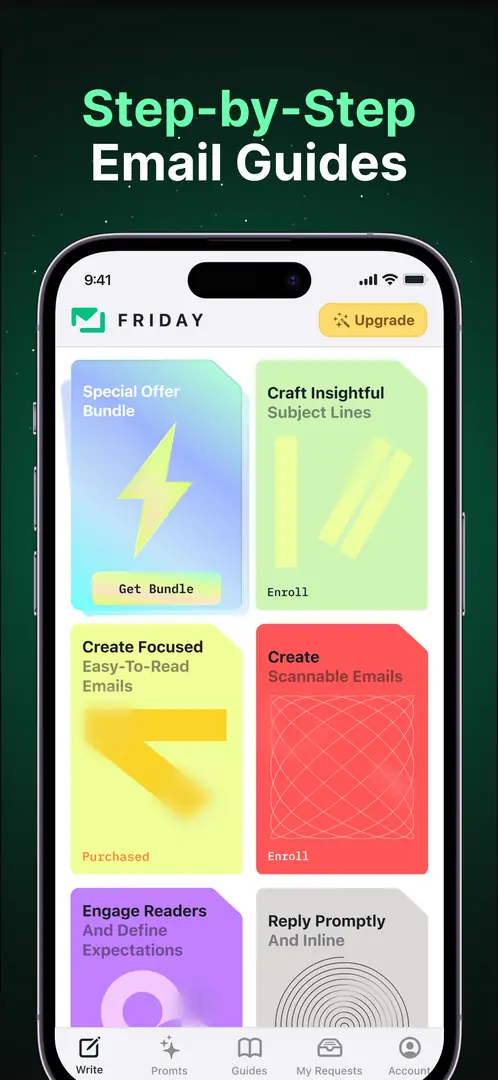 Step-by-Step
Email Guides
9:41
FRIDAY
Upgrade
Special Offer
Bundle
Get Bundle
Craft Insightful
Subject Lines
Enroll
Create Focused
Easy-To-Read
Emails
Purchased
Create
Scannable Emails
Enroll
Engage Readers
And Define
Expectations
Reply Promptly
And Inline
Write
Promts
Guides
My Requests
Account